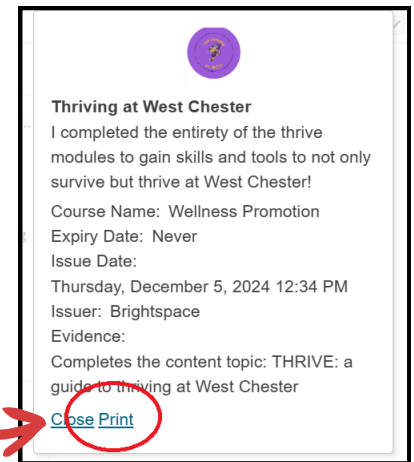 Thriving at West Chester
I completed the entirety of the thrive
modules to gain skills and tools to not only
survive but thrive at West Chester!
Course Name: Wellness Promotion
Expiry Date: Never
Issue Date:
Thursday, December 5, 2024 12:34 PM
Issuer: Brightspace
Evidence:
Completes the content topic: THRIVE: a
guide to thriving at West Chester
Close Print